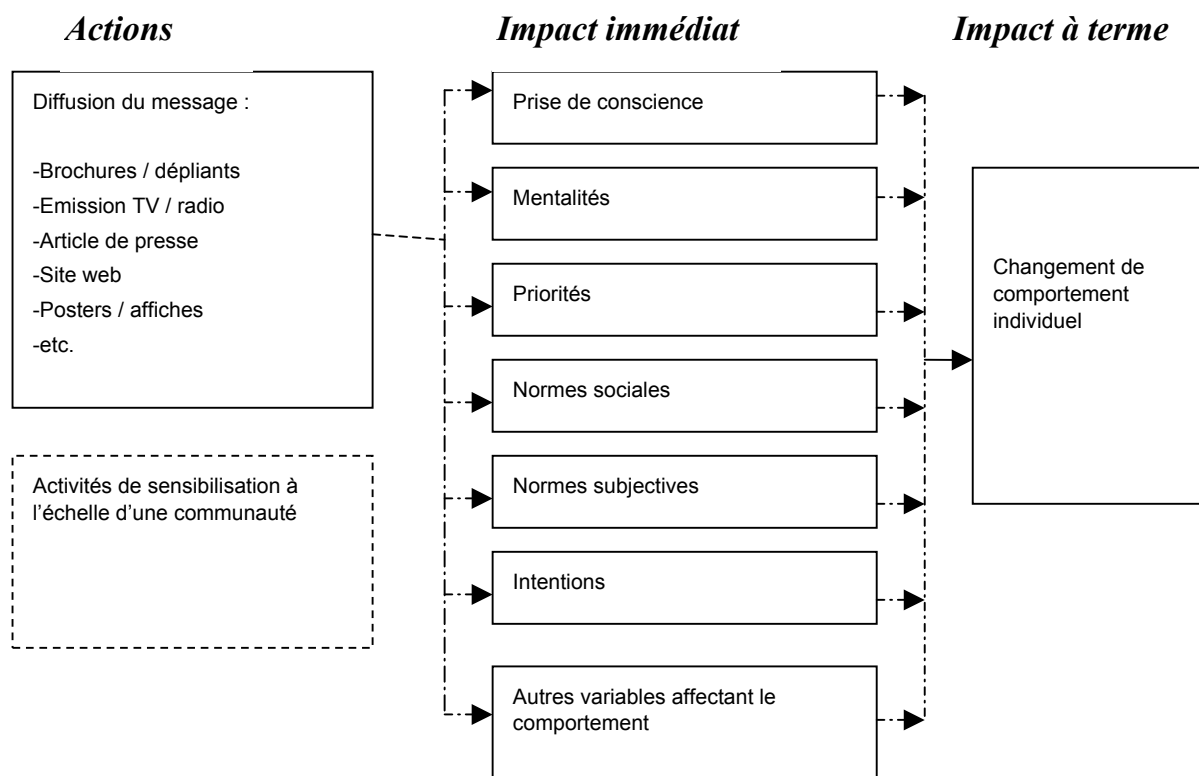 Actions
Impact immédiat
Impact à terme
Diffusion du message :
-Brochures / dépliants
-Emission TV / radio
-Article de presse
-Site web
-Posters / affiches
-etc.
Activités de sensibilisation à
l’échelle d’une communauté
Prise de conscience
Mentalités
Priorités
Normes sociales
Normes subjectives
Intentions
Autres variables affectant le
comportement
Changement de
comportement
individuel